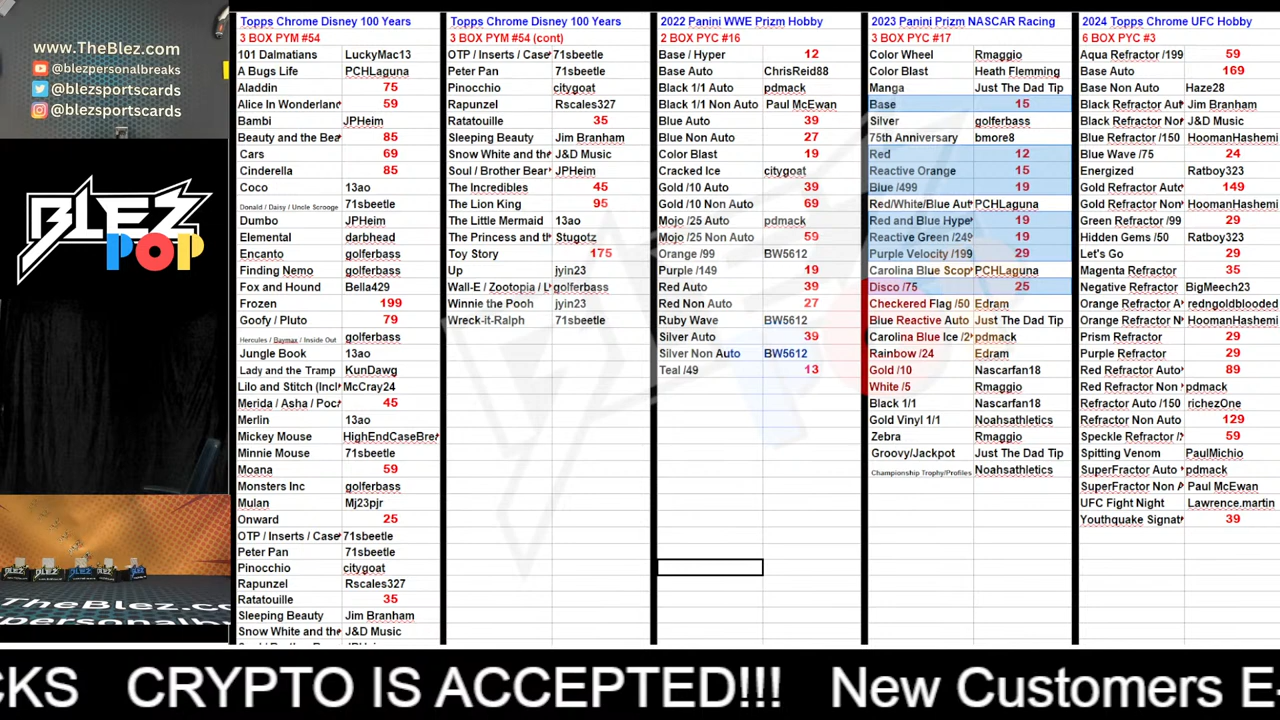 www.TheBlez.com
@blezpersonalbreaks
@blezsportscards
BLEZ
POP
TheBlez.co
Topps Chrome Disney 100 Years
3 BOX PYM #54
101 Dalmatians LuckyMac13
A Bugs Life PCHLaguna
Aladdin 75
Alice In Wonderlan 59
Bambi JPHeim
Beauty and the Bea 85
Cars 69
Cinderella 85
Coco 13ao
Donald / Daisy / Uncle Scrooge 71sbeetle
Dumbo JPHeim
Elemental darbhead
Encanto golferbass
Finding Nemo golferbass
Fox and Hound Bella429
Frozen 199
Goofy / Pluto 79
Hercules / Baymax / Inside Out golferbass
Jungle Book 13ao
Lady and the Tramp KunDawg
Lilo and Stitch (Incl McCray24
Merida / Asha / Poc 45
Merlin 13ao
Mickey Mouse HighEndCaseBre
Minnie Mouse 71sbeetle
Moana 59
Monsters Inc golferbass
Mulan Mj23pjr
Onward 25
OTP / Inserts / Case 71sbeetle
Peter Pan 71sbeetle
Pinocchio citygoat
Rapunzel Rscales327
Ratatouille 35
Sleeping Beauty Jim Branham
Snow White and the J&D Music
Topps Chrome Disney 100 Years
3 BOX PYM #54 (cont)
OTP / Inserts / Case 71sbeetle
Peter Pan 71sbeetle
Pinocchio citygoat
Rapunzel Rscales327
Ratatouille 35
Sleeping Beauty Jim Branham
Snow White and the J&D Music
Soul / Brother Bear JPHeim
The Incredibles 45
The Lion King 95
The Little Mermaid 13ao
The Princess and th Stugotz
Toy Story 175
Up jyin23
Wall-E / Zootopia / L golferbass
Winnie the Pooh jyin23
Wreck-it-Ralph 71sbeetle
2022 Panini WWE Prizm Hobby
2 BOX PYC #16
Base / Hyper 12
Base Auto ChrisReid88
Black 1/1 Auto pdmack
Black 1/1 Non Auto Paul McEwan
Blue Auto 39
Blue Non Auto 27
Color Blast 19
Cracked Ice citygoat
Gold /10 Auto 39
Gold /10 Non Auto 69
Mojo /25 Auto pdmack
Mojo /25 Non Auto 59
Orange /99 BW5612
Purple /149 19
Red Auto 39
Red Non Auto 27
Ruby Wave BW5612
Silver Auto 39
Silver Non Auto BW5612
Teal /49 13
2023 Panini Prizm NASCAR Racing
3 BOX PYC #17
Color Wheel Rmaggio
Color Blast Heath Flemming
Manga Just The Dad Tip
Base 15
Silver golferbass
75th Anniversary bmore8
Red 12
Reactive Orange 15
Blue /499 19
Red/White/Blue Aut PCHLaguna
Red and Blue Hype 19
Reactive Green /249 19
Purple Velocity /199 29
Carolina Blue Scop PCHLaguna
Disco /75 25
Checkered Flag /50 Edram
Blue Reactive Auto Just The Dad Tip
Carolina Blue Ice /2 pdmack
Rainbow /24 Edram
Gold /10 Nascarfan18
White /5 Rmaggio
Black 1/1 Nascarfan18
Gold Vinyl 1/1 Noahsathletics
Zebra Rmaggio
Groovy/Jackpot Just The Dad Tip
Championship Trophy/Profiles Noahsathletics
2024 Topps Chrome UFC Hobby
6 BOX PYC #3
Aqua Refractor /199 59
Base Auto 169
Base Non Auto Haze28
Black Refractor Aut Jim Branham
Black Refractor No J&D Music
Blue Refractor /150 HoomanHashemi
Blue Wave /75 24
Energized Ratboy323
Gold Refractor Auto 149
Gold Refractor Non HoomanHashemi
Green Refractor /99 29
Hidden Gems /50 Ratboy323
Let's Go 29
Magenta Refractor 35
Negative Refractor BigMeech23
Orange Refractor A redngoldblooded
Orange Refractor N HoomanHashemi
Prism Refractor 29
Purple Refractor 29
Red Refractor Auto 89
Red Refractor Non pdmack
Refractor Auto /150 richezOne
Refractor Non Auto 129
Speckle Refractor / 59
Spitting Venom PaulMichio
SuperFractor Auto pdmack
SuperFractor Non A Paul McEwan
UFC Fight Night Lawrence.martin
Youthquake Signat 39
CKS CRYPTO IS ACCEPTED!!! New Customers E-